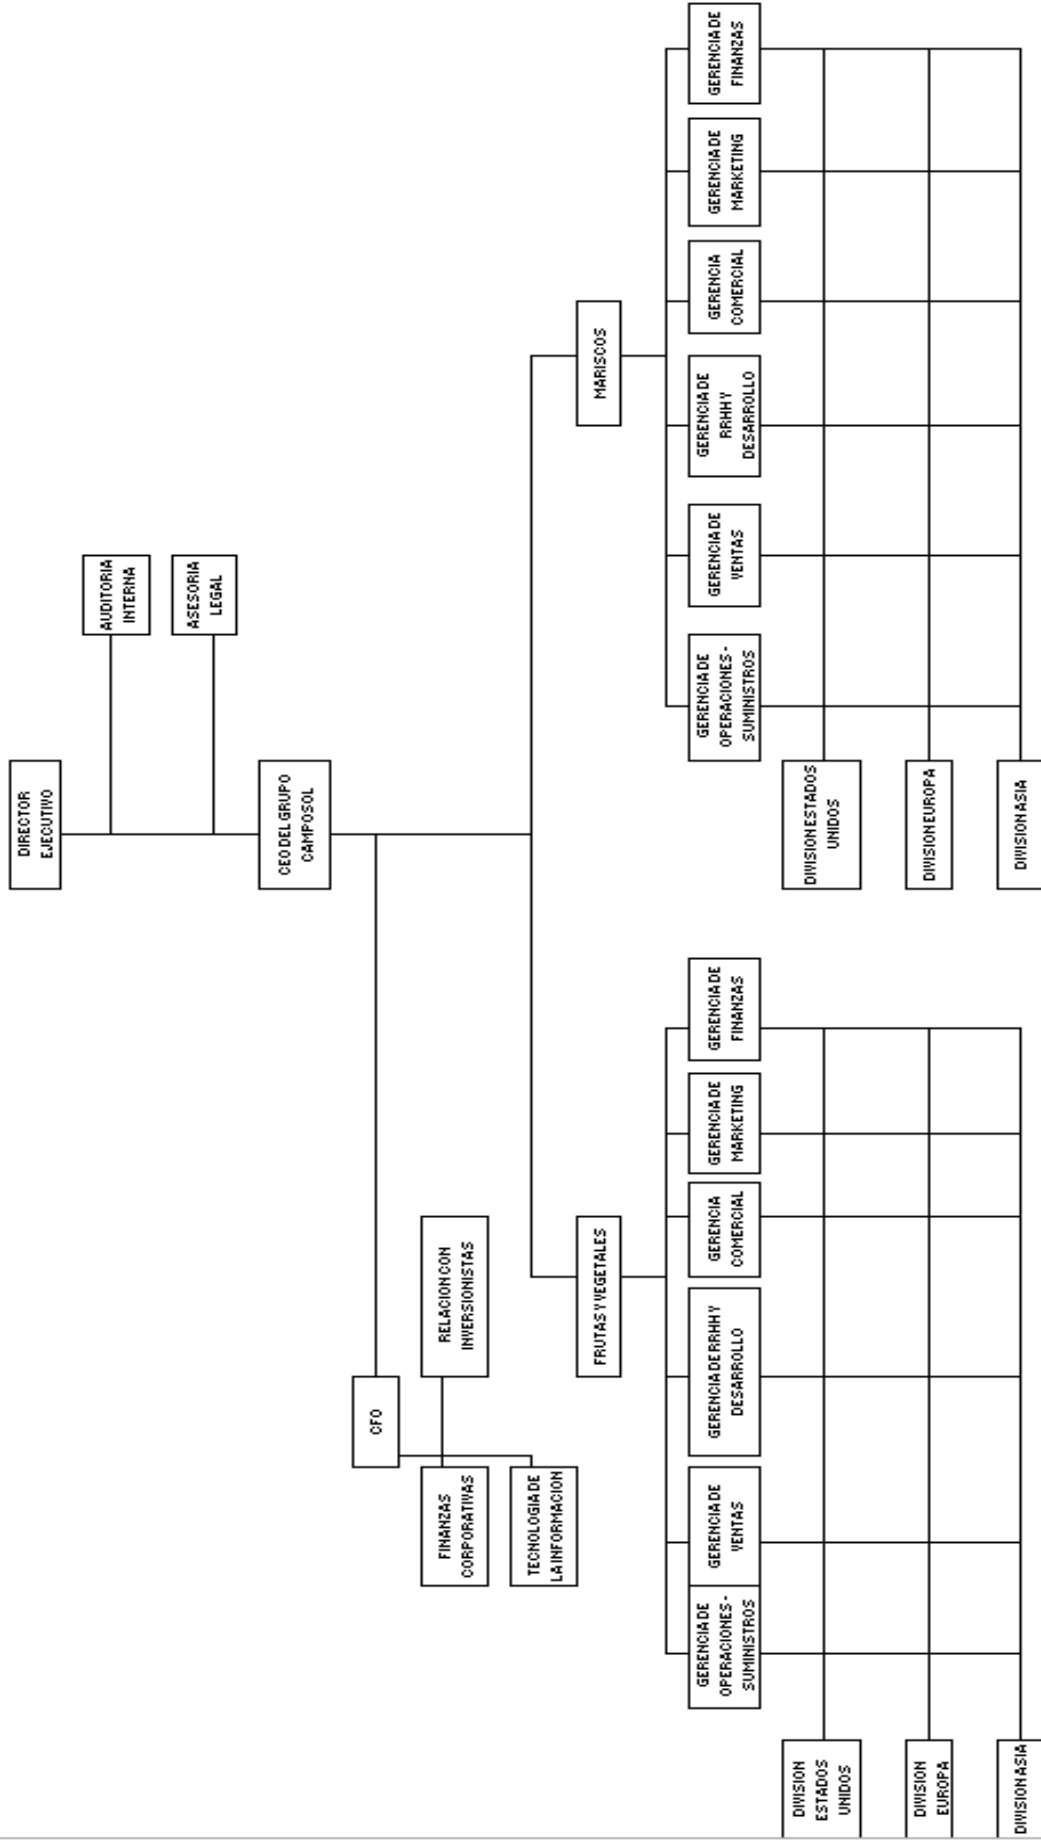 DIRECTOR
EJECUTIVO
AUDITORIA
INTERNA
ASESORIA
LEGAL
CEO DEL GRUPO
CAMPOSOL
CFO
FINANZAS
CORPORATIVAS
RELACION CON
INVERSIONISTAS
TECNOLOGIA DE
LA INFORMACION
FRUTAS Y VEGETALES
MARISCOS
GERENCIA DE
OPERACIONES -
SUMINISTROS
GERENCIA DE
VENTAS
GERENCIA DE RRHH Y
DESARROLLO
GERENCIA
COMERCIAL
GERENCIA DE
MARKETING
GERENCIA DE
FINANZAS
GERENCIA DE
OPERACIONES -
SUMINISTROS
GERENCIA DE
VENTAS
GERENCIA DE
RRHH Y
DESARROLLO
GERENCIA
COMERCIAL
GERENCIA DE
MARKETING
GERENCIA DE
FINANZAS
DIVISION
ESTADOS
UNIDOS
DIVISION
EUROPA
DIVISION ASIA
DIVISION ESTADOS
UNIDOS
DIVISION EUROPA
DIVISION ASIA